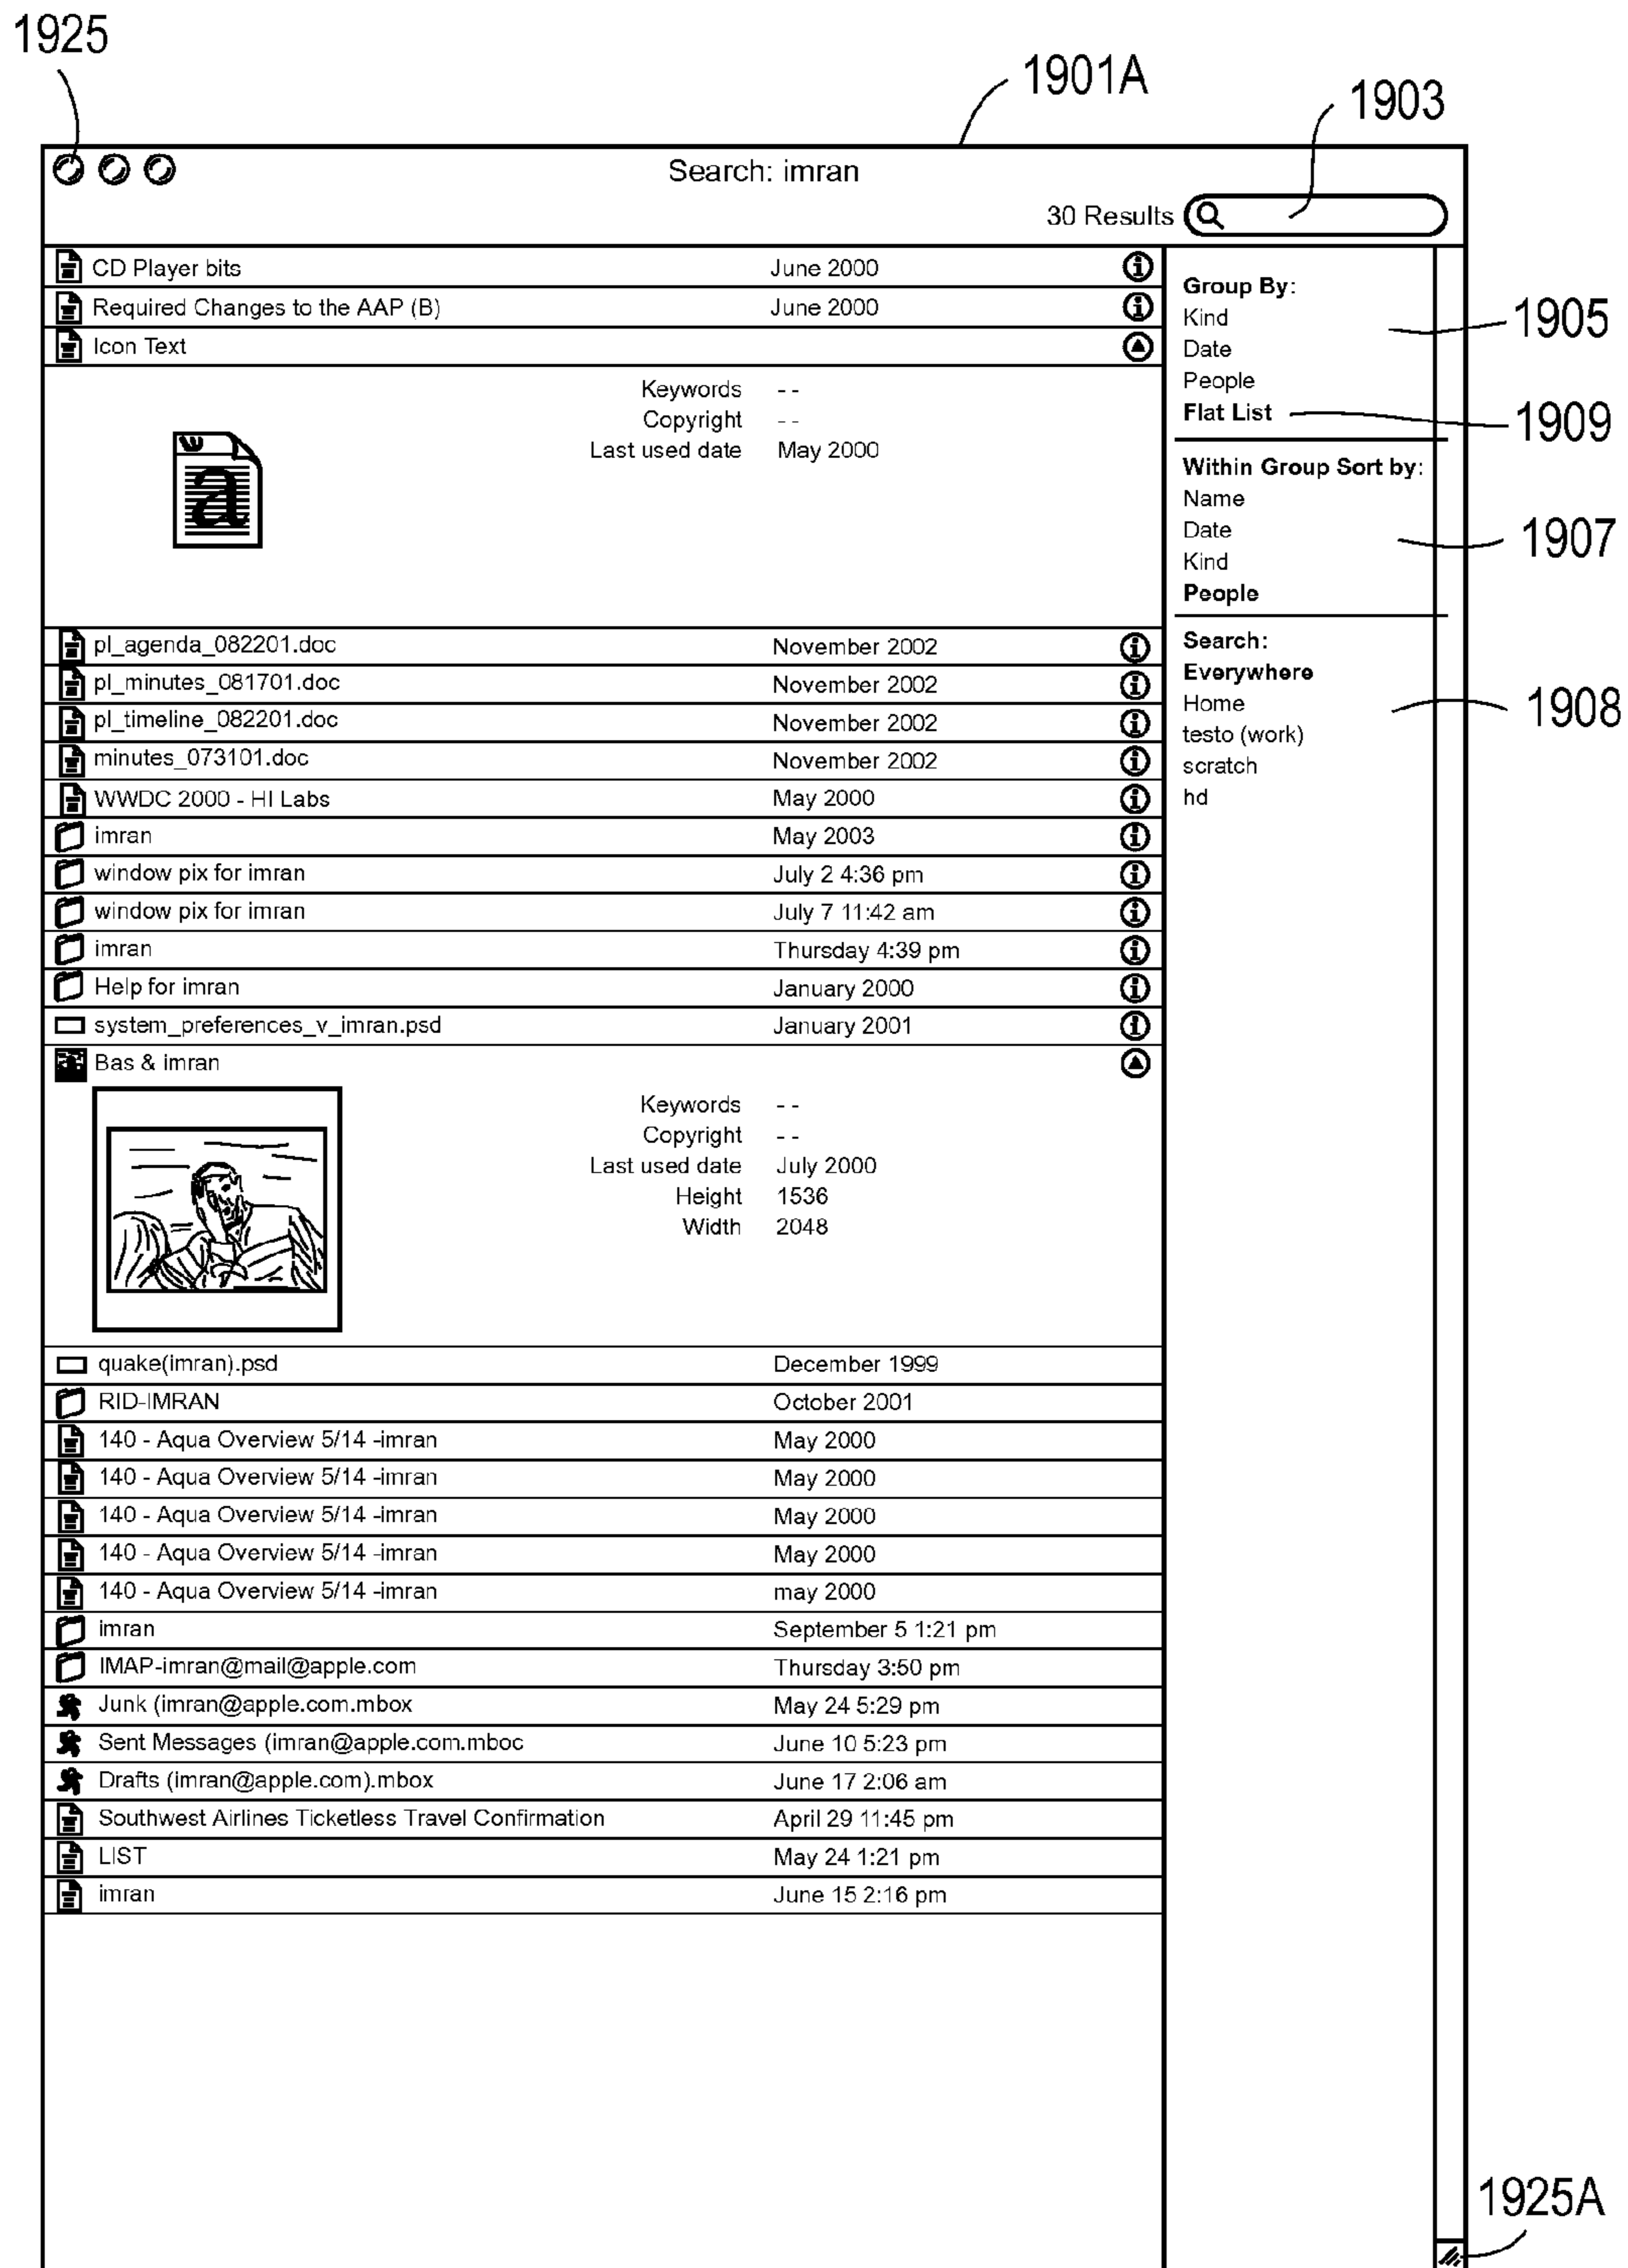 1925
1901A
1903
Search: imran
30 Results
CD Player bits June 2000
Required Changes to the AAP (B) June 2000
Icon Text
Keywords - -
Copyright - -
Last used date May 2000
pl_agenda_082201.doc November 2002
pl_minutes_081701.doc November 2002
pl_timeline_082201.doc November 2002
minutes_073101.doc November 2002
WWDC 2000 - HI Labs May 2000
imran May 2003
window pix for imran July 2 4:36 pm
window pix for imran July 7 11:42 am
imran Thursday 4:39 pm
Help for imran January 2000
system_preferences_v_imran.psd January 2001
Bas & imran
Keywords - -
Copyright - -
Last used date July 2000
Height 1536
Width 2048
quake(imran).psd December 1999
RID-IMRAN October 2001
140 - Aqua Overview 5/14 -imran May 2000
140 - Aqua Overview 5/14 -imran May 2000
140 - Aqua Overview 5/14 -imran May 2000
140 - Aqua Overview 5/14 -imran May 2000
140 - Aqua Overview 5/14 -imran may 2000
imran September 5 1:21 pm
IMAP-imran@mail@apple.com Thursday 3:50 pm
Junk (imran@apple.com.mbox May 24 5:29 pm
Sent Messages (imran@apple.com.mboc June 10 5:23 pm
Drafts (imran@apple.com).mbox June 17 2:06 am
Southwest Airlines Ticketless Travel Confirmation April 29 11:45 pm
LIST May 24 1:21 pm
imran June 15 2:16 pm
Group By:
Kind
Date
People
Flat List
Within Group Sort by:
Name
Date
Kind
People
Search:
Everywhere
Home
testo (work)
scratch
hd
1905
1909
1907
1908
1925A
W
a